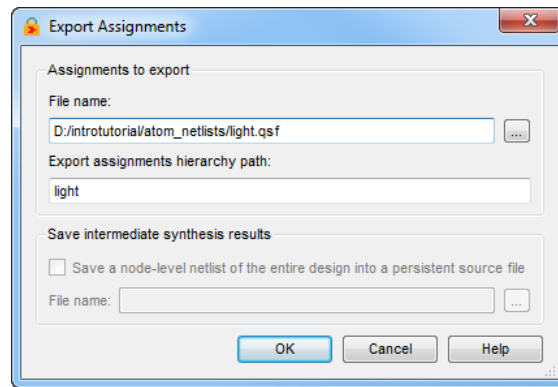 Export Assignments
Assignments to export
File name:
D:/introtutorial/atom_netlists/light.qsf
...
Export assignments hierarchy path:
light
Save intermediate synthesis results
Save a node-level netlist of the entire design into a persistent source file
File name:
...
OK Cancel Help